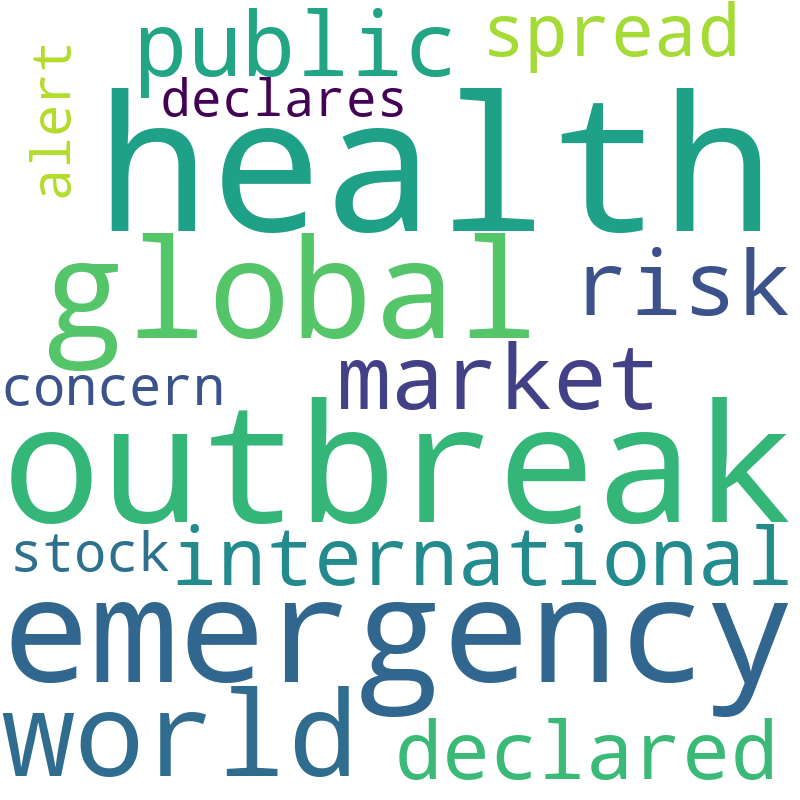 public spread
alert declares
health
global risk
concern market
outbreak
stock international
emergency
world declared